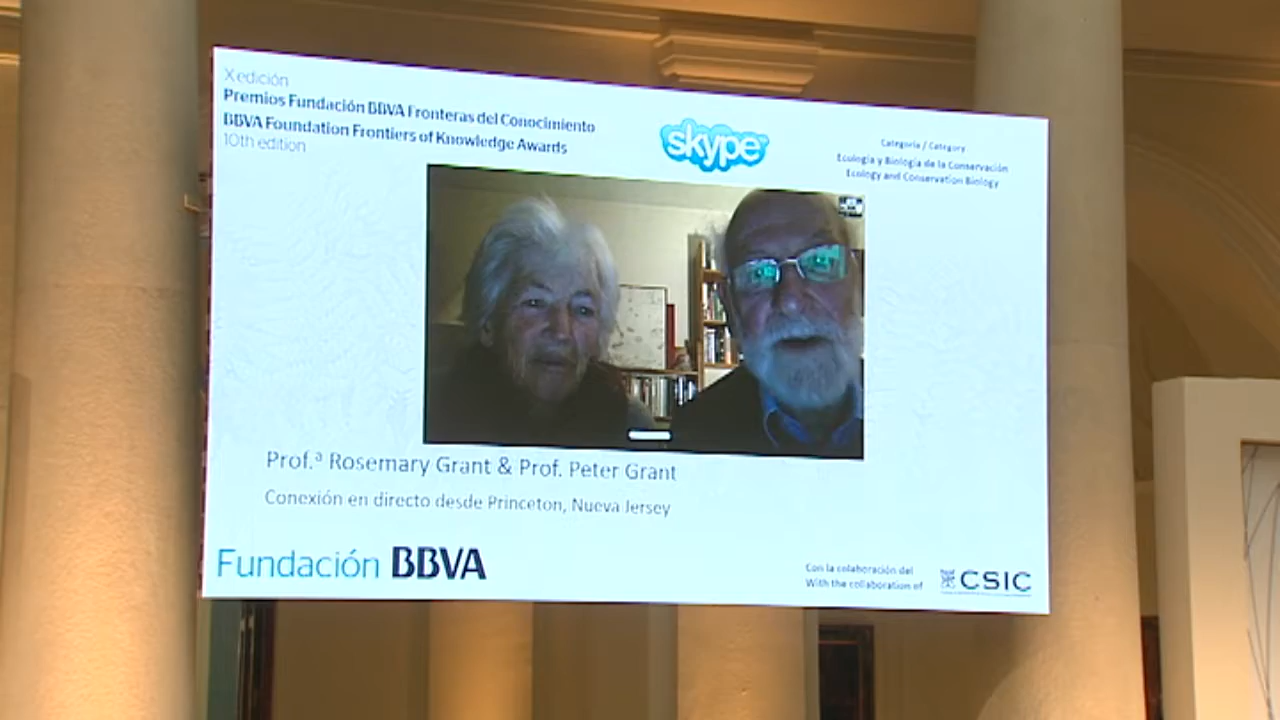 X edición
Premios Fundación BBVA Fronteras del Conocimiento
BBVA Foundation Frontiers of Knowledge Awards
10th edition
skype
Categoría / Category
Ecología y Biología de la Conservación
Ecology and Conservation Biology
Prof.ª Rosemary Grant & Prof. Peter Grant
Conexión en directo desde Princeton, Nueva Jersey
Fundación BBVA
Con la colaboración del
With the collaboration of
CSIC